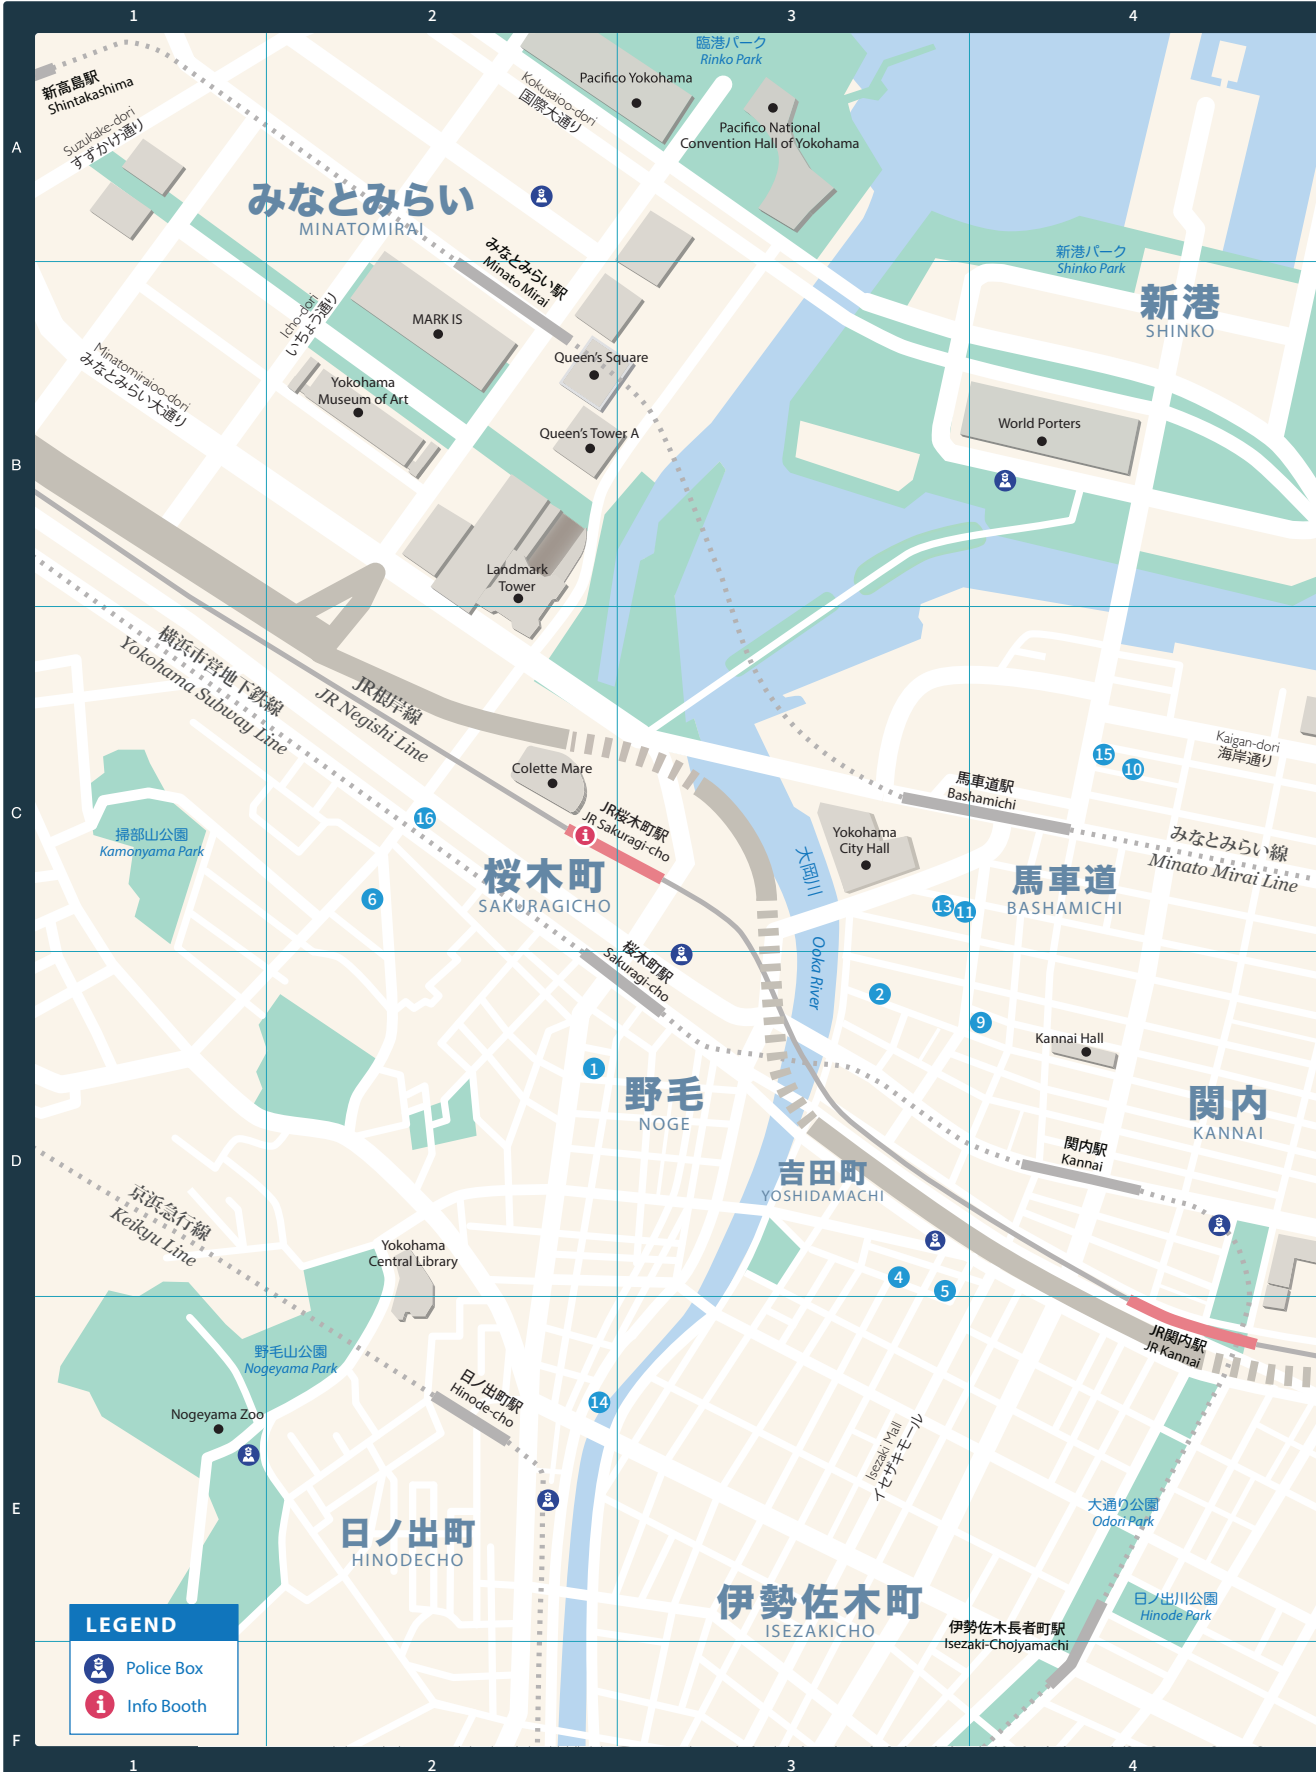 1
2
3
4
A
B
C
D
E
F
新高島駅
Shintakashima
Suzukake-dori
すずかけ通り
みなとみらい
MINATOMIRAI
Kokusaioo-dori
国際大通り
Pacifico Yokohama
臨港パーク
Rinko Park
Pacifico National
Convention Hall of Yokohama
みなとみらい駅
Minato Mirai
新港パーク
Shinko Park
新港
SHINKO
Icho-dori
いちょう通り
MARK IS
Minatomiraioo-dori
みなとみらい大通り
Yokohama
Museum of Art
Queen's Square
Queen's Tower A
World Porters
Landmark
Tower
横浜市営地下鉄線
Yokohama Subway Line
JR根岸線
JR Negishi Line
Colette Mare
JR桜木町駅
JR Sakuragi-cho
掃部山公園
Kamonyama Park
16
6
桜木町
SAKURAGICHO
Yokohama
City Hall
大岡川
Ooka River
馬車道駅
Bashamichi
15
10
Kaigan-dori
海岸通り
みなとみらい線
Minato Mirai Line
馬車道
BASHAMICHI
13
11
桜木町駅
Sakuragi-cho
2
9
Kannai Hall
1
野毛
NOGE
関内
KANNAI
関内駅
Kannai
吉田町
YOSHIDAMACHI
京浜急行線
Keikyu Line
Yokohama
Central Library
4
5
野毛山公園
Nogeyama Park
Nogeyama Zoo
日ノ出町駅
Hinode-cho
14
JR関内駅
JR Kannai
Isezaki Mall
イセザキモール
大通り公園
Odori Park
日ノ出町
HINODECHO
伊勢佐木町
ISEZAKICHO
日ノ出川公園
Hinode Park
伊勢佐木長者町駅
Isezaki-Chojyamachi
LEGEND
Police Box
Info Booth
1
2
3
4